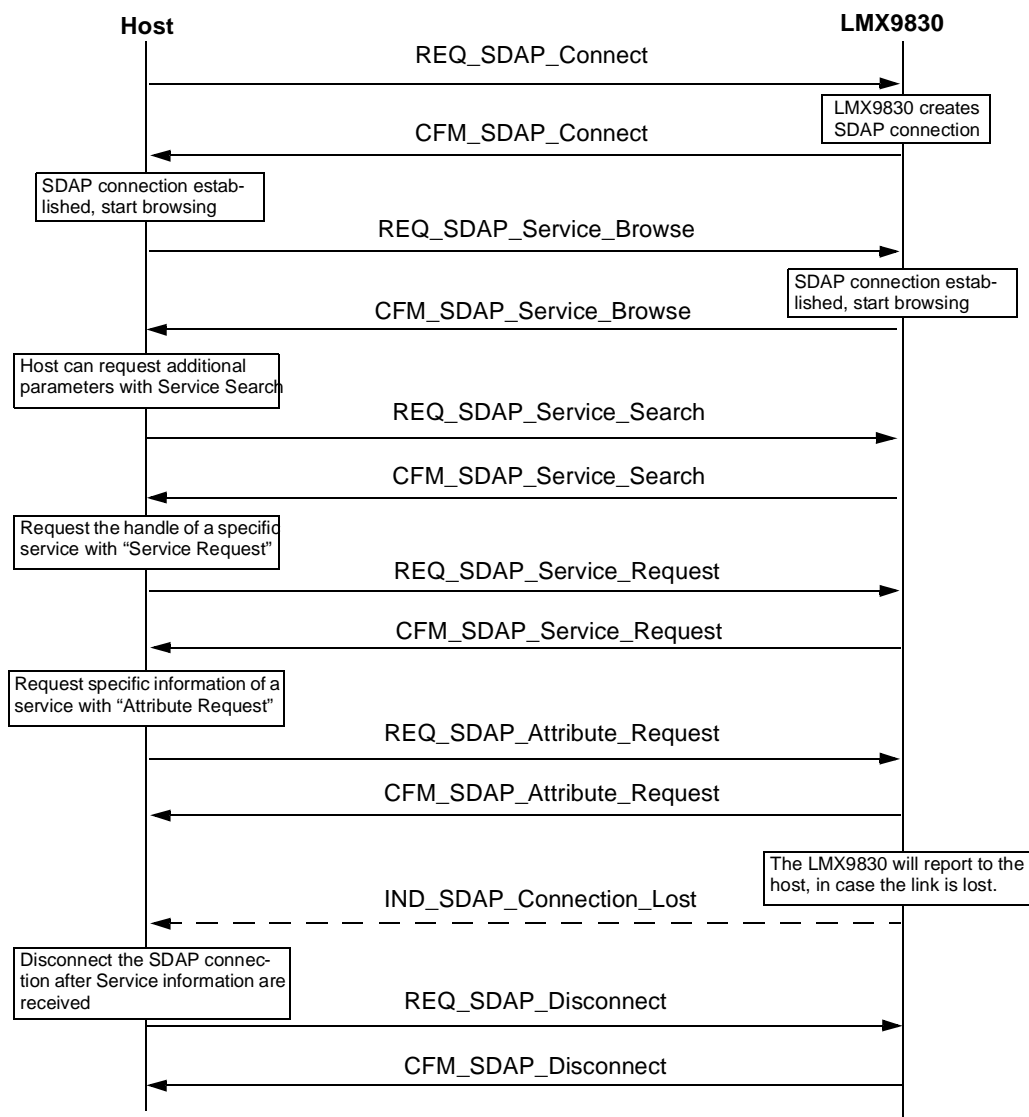 Host
LMX9830
REQ_SDAP_Connect
LMX9830 creates
SDAP connection
CFM_SDAP_Connect
SDAP connection estab-
lished, start browsing
REQ_SDAP_Service_Browse
SDAP connection estab-
lished, start browsing
CFM_SDAP_Service_Browse
Host can request additional
parameters with Service Search
REQ_SDAP_Service_Search
CFM_SDAP_Service_Search
Request the handle of a specific
service with “Service Request”
REQ_SDAP_Service_Request
CFM_SDAP_Service_Request
Request specific information of a
service with “Attribute Request”
REQ_SDAP_Attribute_Request
CFM_SDAP_Attribute_Request
The LMX9830 will report to the
host, in case the link is lost.
IND_SDAP_Connection_Lost
Disconnect the SDAP connec-
tion after Service information are
received
REQ_SDAP_Disconnect
CFM_SDAP_Disconnect